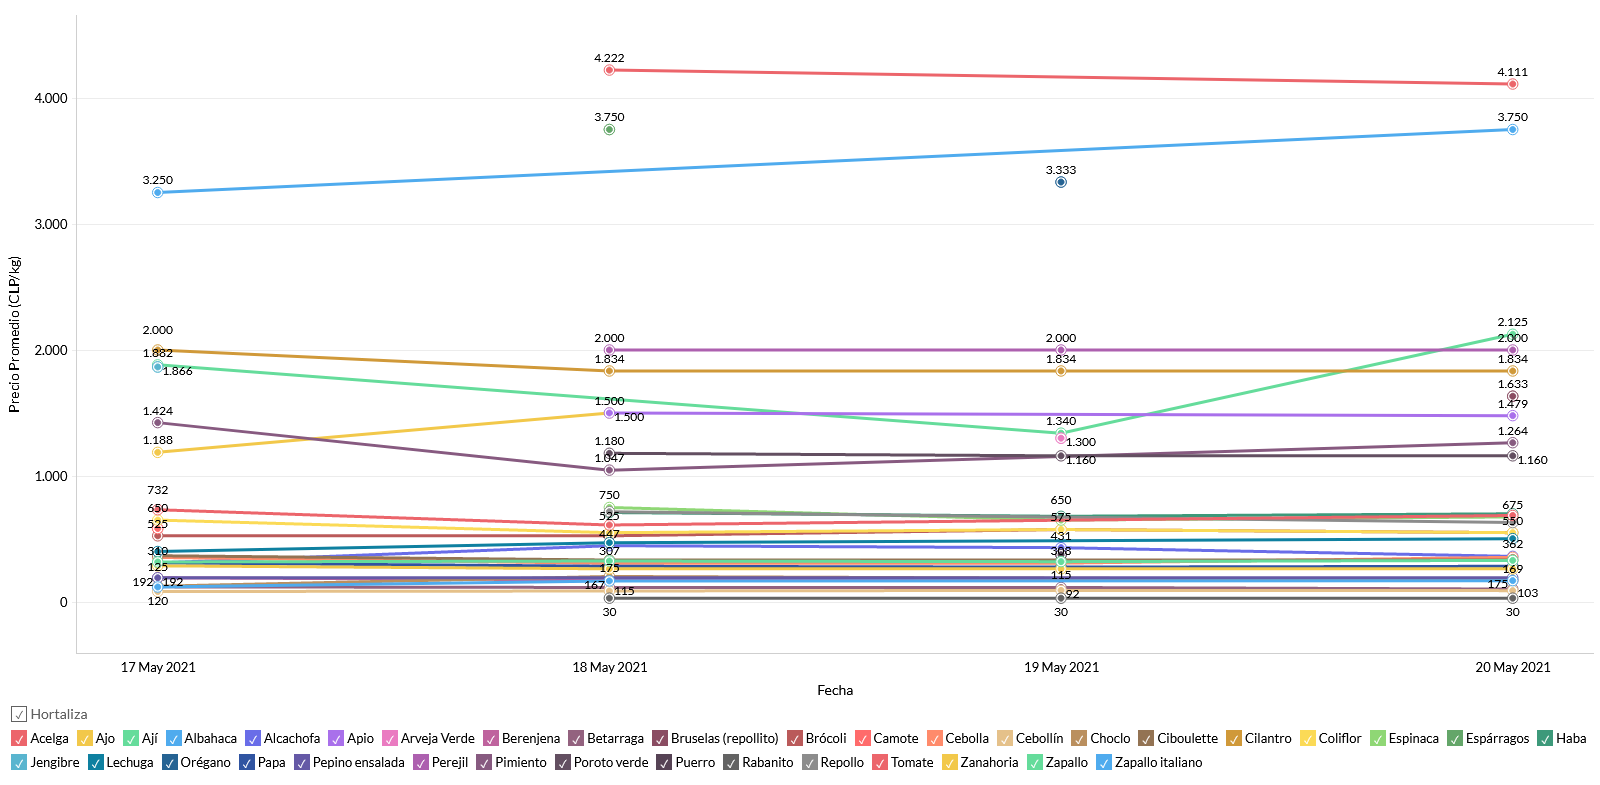 4.222
4.111
4.000
3.750
3.750
3.333
3.250
3.000
2.125
2.000 2.000 2.000 2.000
2.000
1.882 1.834 1.834 1.834
1.866
1.633
1.500 1.479
1.424 1.500
1.340
1.188 1.180 1.300 1.264
1.047 1.160 1.160
1.000
732 750 650 675
650 525 575 550
525 447 431 362
310 307 308
125 175 115 169
192 192 167 175
115 92 103
0
120 30 30 30
Precio Promedio (CLP/kg)
17 May 2021 18 May 2021 19 May 2021 20 May 2021
Fecha
Hortaliza
Acelga Ajo Ají Albahaca Alcachofa Apio Arveja Verde Berenjena Betarraga Bruselas (repollito) Brócoli Camote Cebolla Cebollín Choclo Ciboulette Cilantro Coliflor Espinaca Espárragos Haba
Jengibre Lechuga Orégano Papa Pepino ensalada Perejil Pimiento Poroto verde Puerro Rabanito Repollo Tomate Zanahoria Zapallo Zapallo italiano